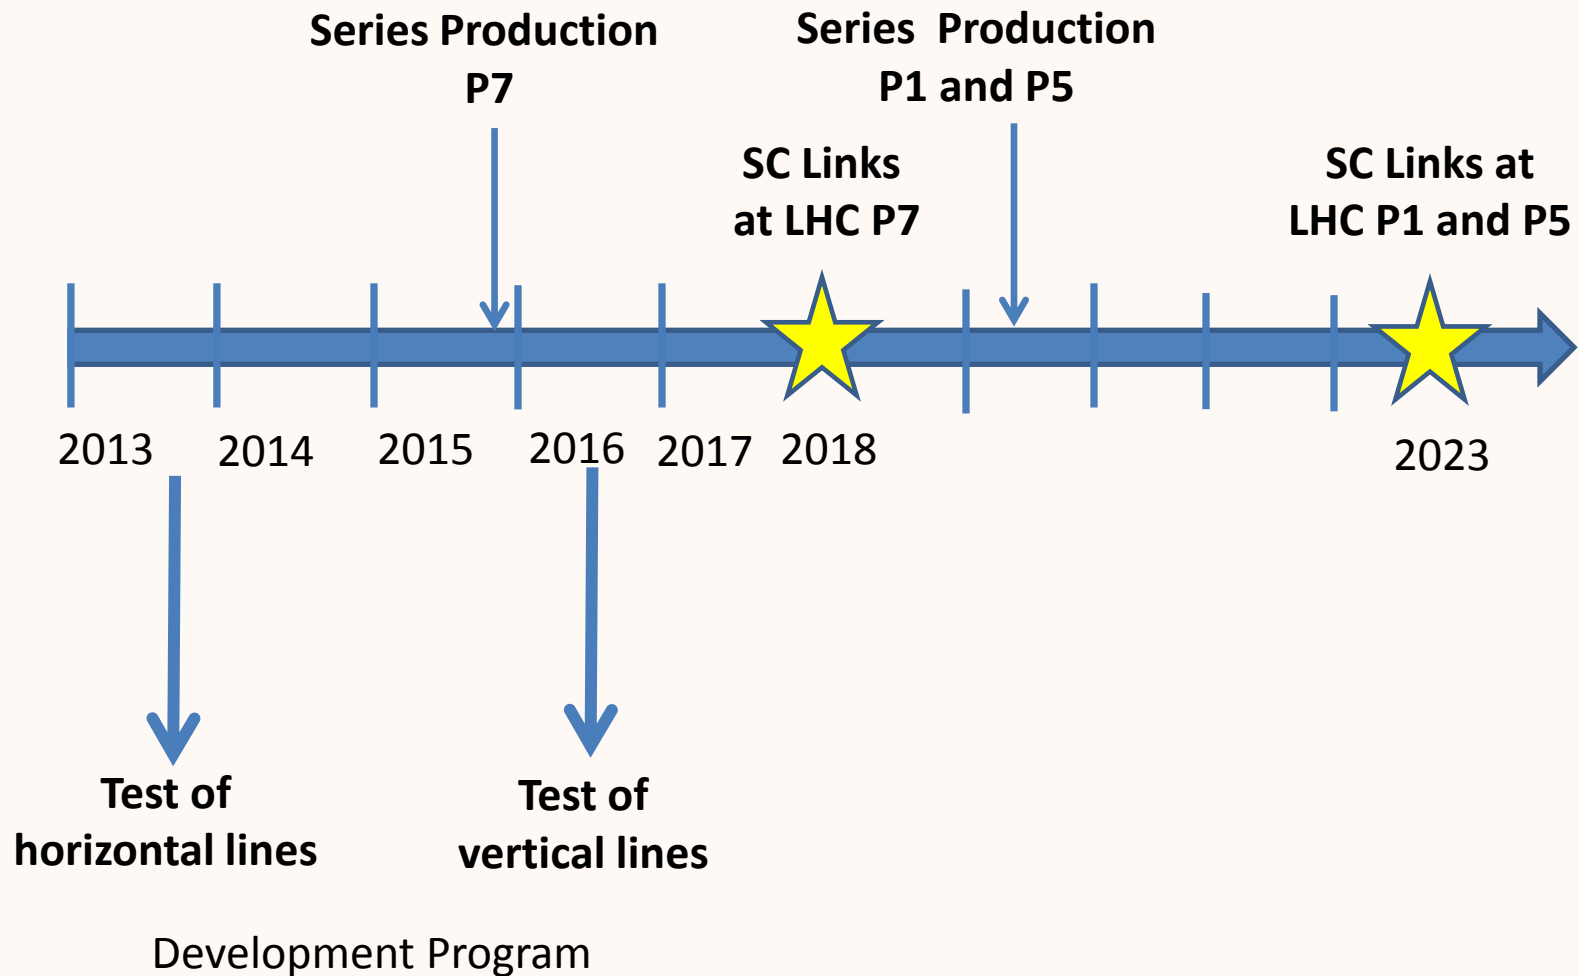 Series Production
P7
Series Production
P1 and P5
SC Links
at LHC P7
SC Links at
LHC P1 and P5
2013
2014
2015
2016
2017
2018
2023
Test of
horizontal lines
Test of
vertical lines
Development Program